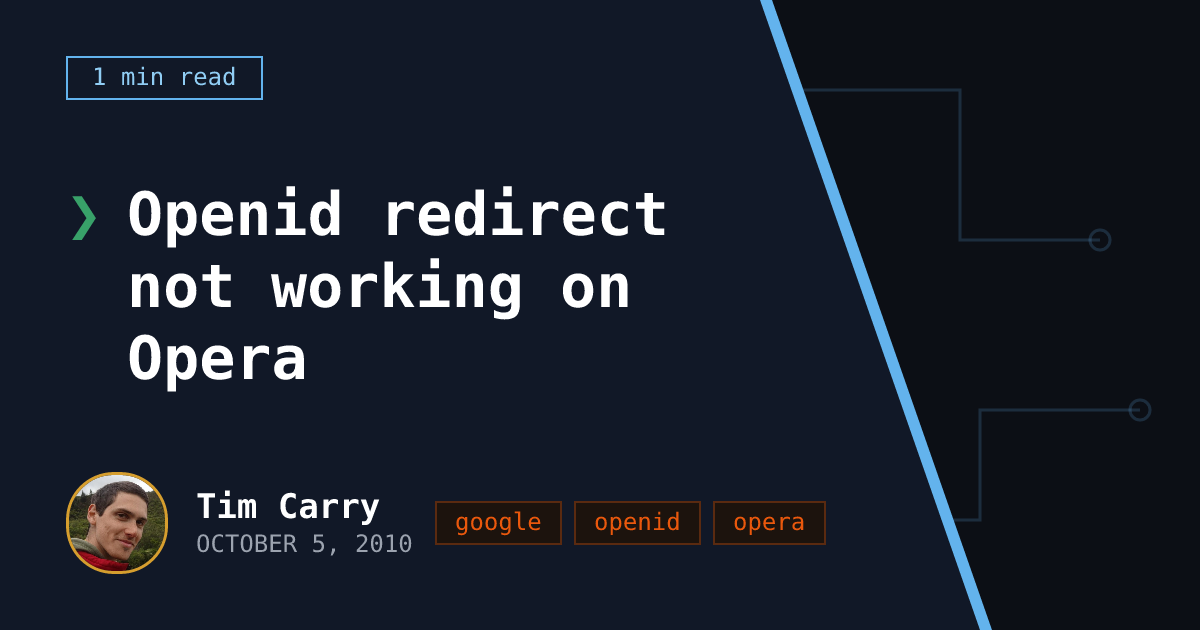 1 min read
❯ Openid redirect
not working on
Opera
Tim Carry
OCTOBER 5, 2010
google openid opera